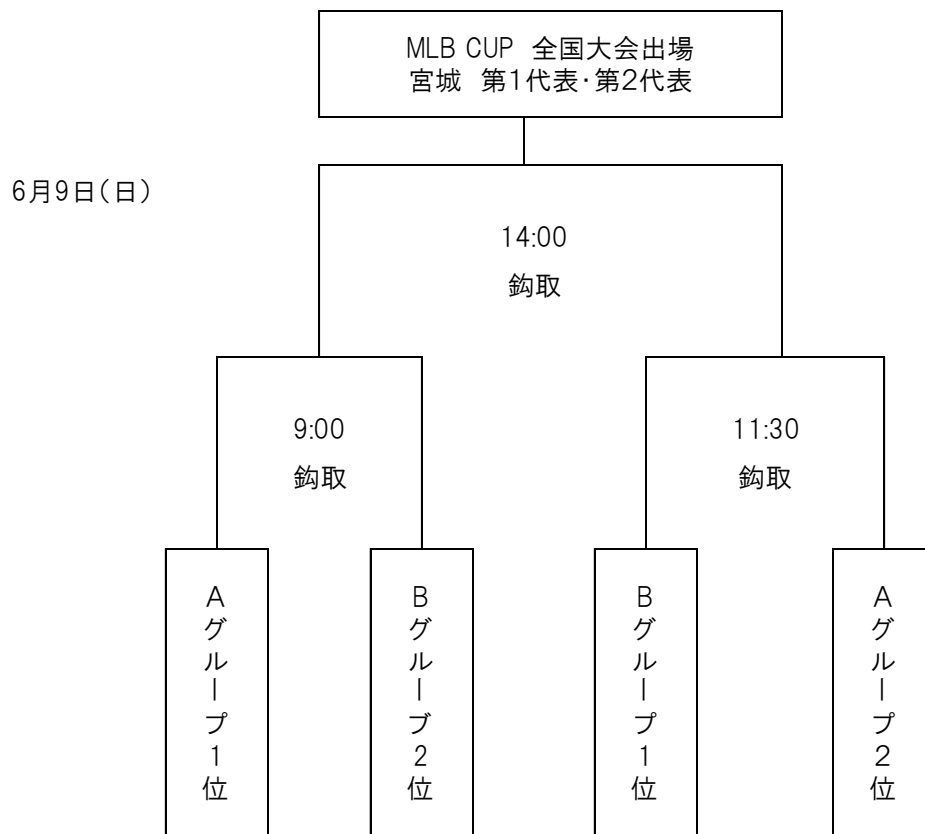 MLB CUP 全国大会出場
宮城 第1代表・第2代表
6月9日(日)
14:00
鈎取
9:00
鈎取
11:30
鈎取
Aグループ1位
Bグルーブ2位
Bグループ1位
Aグループ2位